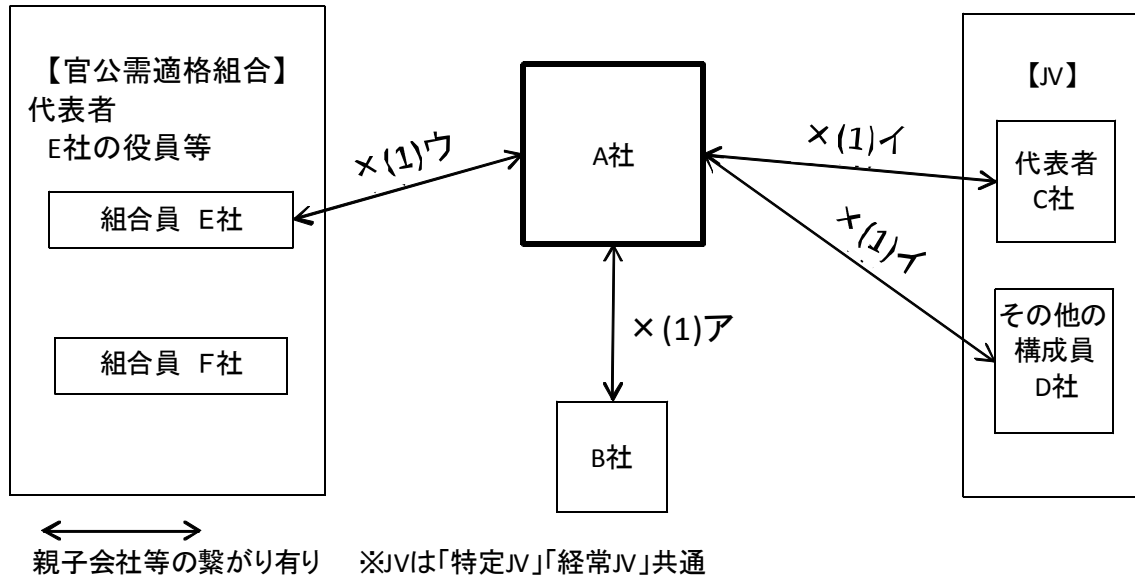 【官公需適格組合】
代表者
E社の役員等
組合員 E社
組合員 F社
×(1)ウ
A社
×(1)ア
B社
×(1)イ
×(1)イ
【JV】
代表者
C社
その他の
構成員
D社
親子会社等の繋がり有り ※JVは「特定JV」「経常JV」共通